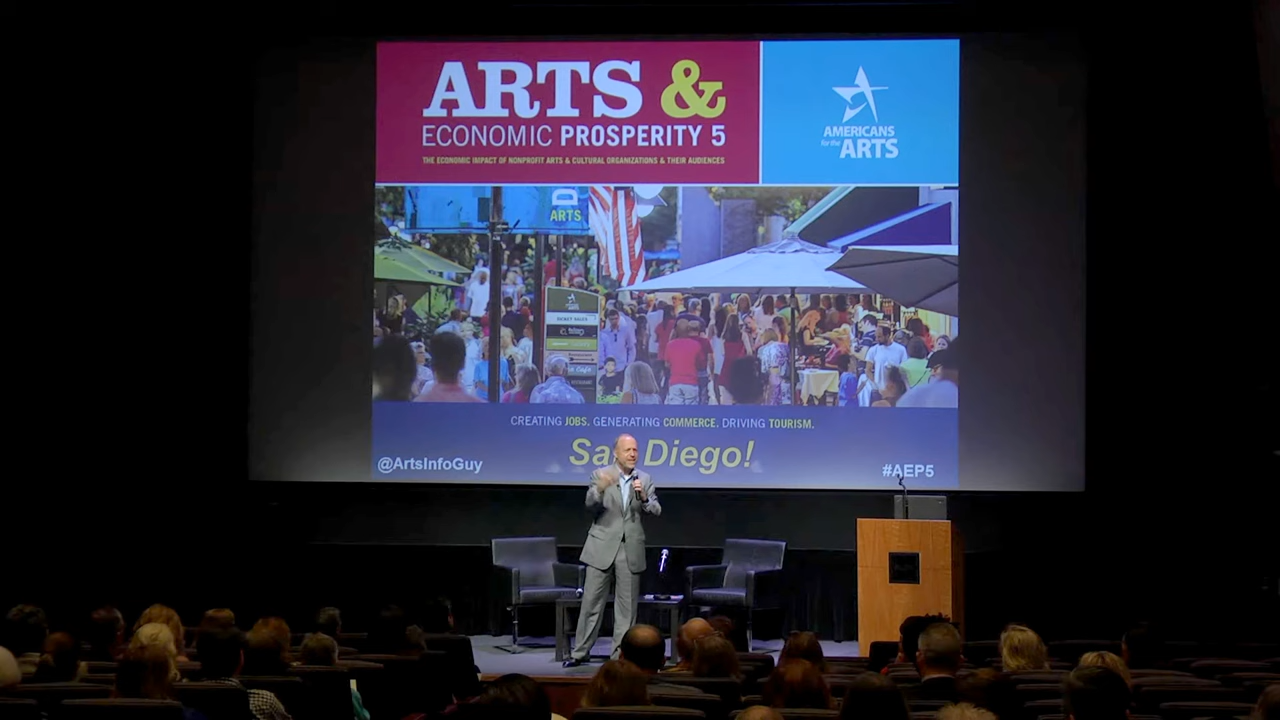 ARTS &
ECONOMIC PROSPERITY 5
THE ECONOMIC IMPACT OF NONPROFIT ARTS & CULTURAL ORGANIZATIONS & THEIR AUDIENCES
AMERICANS
for the ARTS
ARTS
TICKET SALES
CREATING JOBS. GENERATING COMMERCE. DRIVING TOURISM.
Sa Diego!
@ArtsInfoGuy
#AEP5